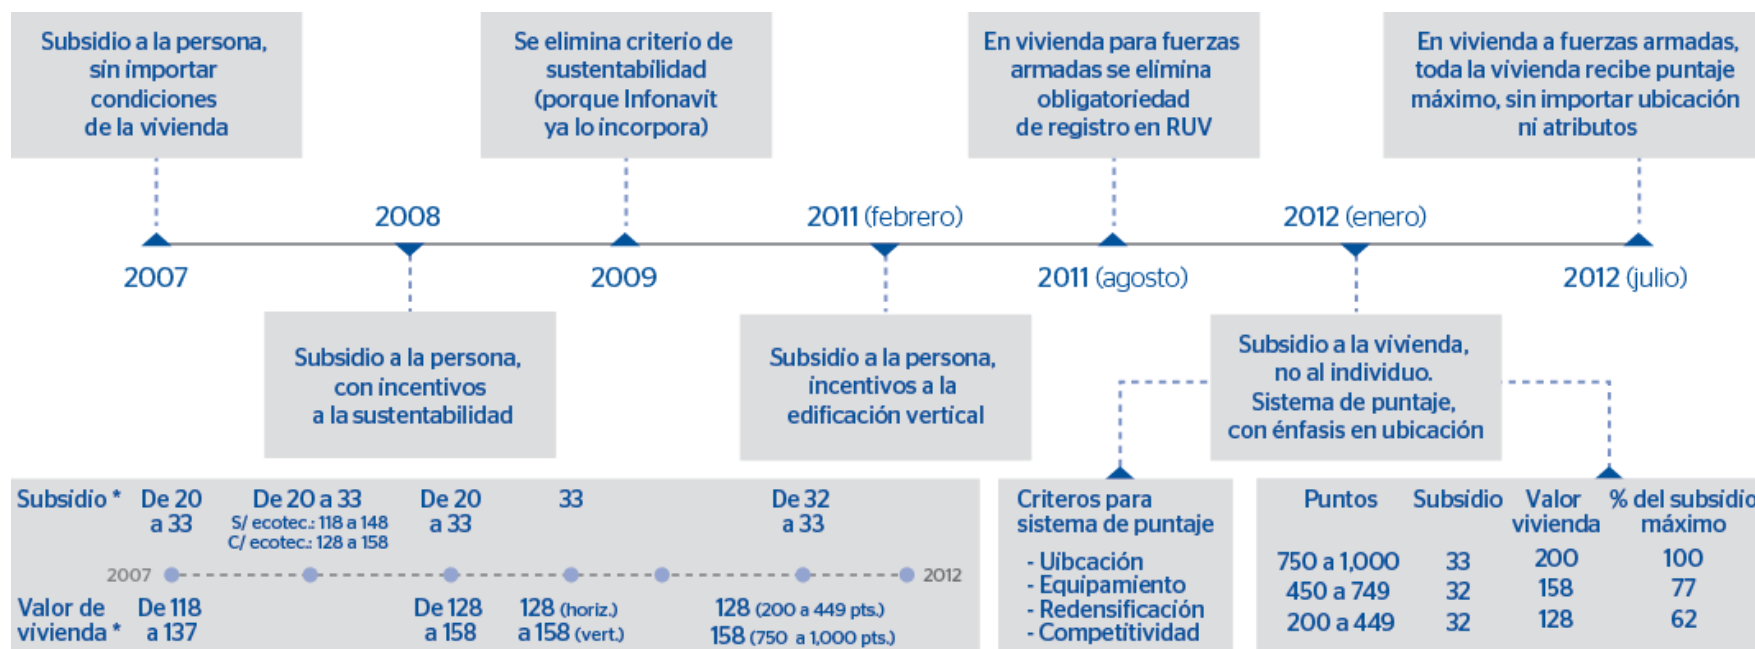 Subsidio a la persona,
sin importar
condiciones
de la vivienda
Se elimina criterio de
sustentabilidad
(porque Infonavit
ya lo incorpora)
En vivienda para fuerzas
armadas se elimina
obligatoriedad
de registro en RUV
En vivienda a fuerzas armadas,
toda la vivienda recibe puntaje
máximo, sin importar ubicación
ni atributos
2008
2011 (febrero)
2012 (enero)
2007
2009
2011 (agosto)
2012 (julio)
Subsidio a la persona,
con incentivos
a la sustentabilidad
Subsidio a la persona,
incentivos a la
edificación vertical
Subsidio a la vivienda,
no al individuo.
Sistema de puntaje,
con énfasis en ubicación
Subsidio * De 20 De 20 a 33 De 20 33 De 32
a 33 S/ ecotec.: 118 a 148 a 33 a 33
C/ ecotec.: 128 a 158
2007 2012
Valor de De 118 De 128 128 (horiz.) 128 (200 a 449 pts.)
vivienda * a 137 a 158 a 158 (vert.) 158 (750 a 1,000 pts.)
Criteros para
sistema de puntaje
- Uibcación
- Equipamiento
- Redensificación
- Competitividad
Puntos Subsidio Valor % del subsidio
vivienda máximo
750 a 1,000 33 200 100
450 a 749 32 158 77
200 a 449 32 128 62